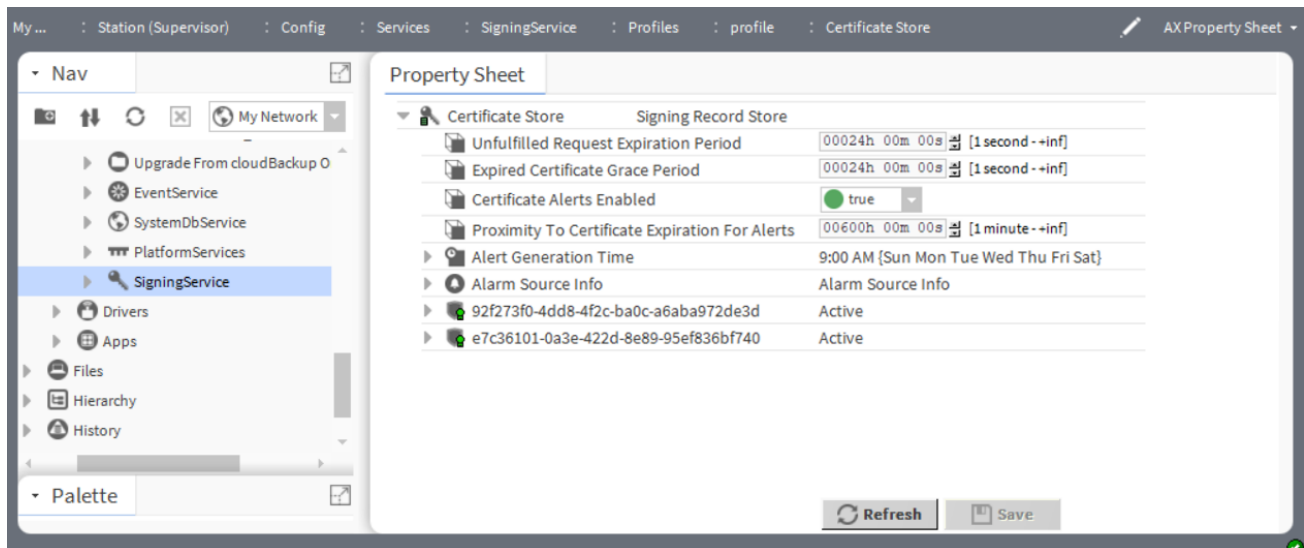 My ... : Station (Supervisor) : Config : Services : SigningService : Profiles : profile : Certificate Store AX Property Sheet
Nav
My Network
Upgrade From cloudBackup O
EventService
SystemDbService
PlatformServices
SigningService
Drivers
Apps
Files
Hierarchy
History
Palette
Property Sheet
Certificate Store Signing Record Store
Unfulfilled Request Expiration Period 00024h 00m 00s [1 second - +inf]
Expired Certificate Grace Period 00024h 00m 00s [1 second - +inf]
Certificate Alerts Enabled true
Proximity To Certificate Expiration For Alerts 00600h 00m 00s [1 minute - +inf]
Alert Generation Time 9:00 AM {Sun Mon Tue Wed Thu Fri Sat}
Alarm Source Info Alarm Source Info
92f273f0-4dd8-4f2c-ba0c-a6aba972de3d Active
e7c36101-0a3e-422d-8e89-95ef836bf740 Active
Refresh Save